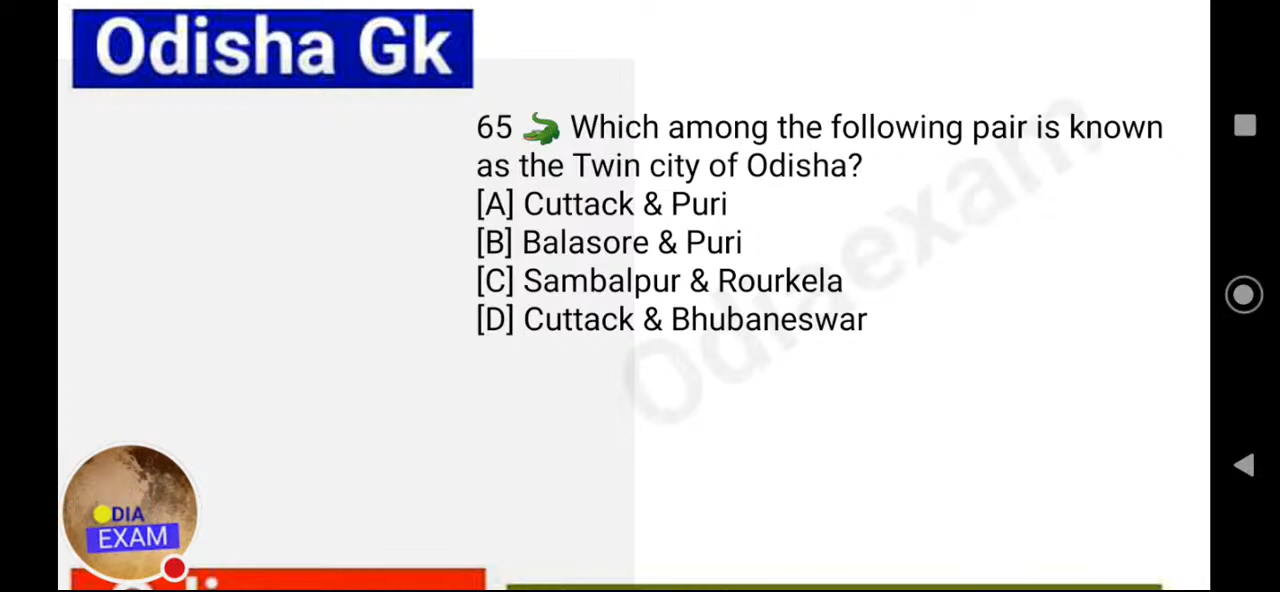 Odisha Gk
65 🐊 Which among the following pair is known
as the Twin city of Odisha?
[A] Cuttack & Puri
[B] Balasore & Puri
[C] Sambalpur & Rourkela
[D] Cuttack & Bhubaneswar
Odiaexam
DIA
EXAM